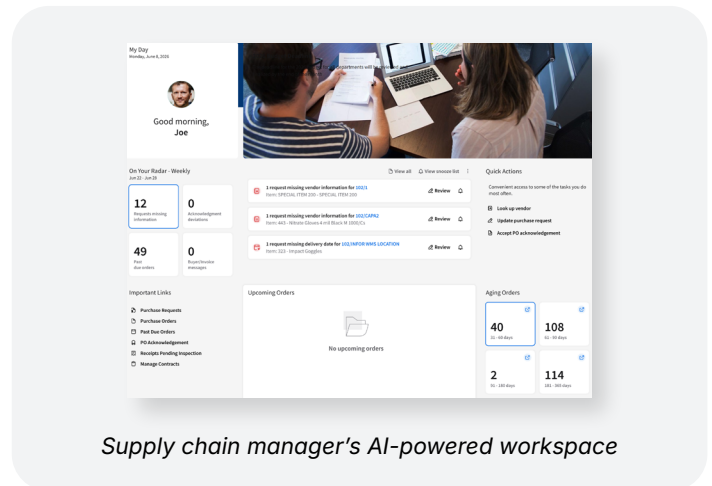 My Day
Monday, June 8, 2026
departments will be
Good morning,
Joe
On Your Radar - Weekly
Jun 22 - Jun 28
View all
View snooze list
12
Requests missing
information
0
Acknowledgment
deviations
49
Past
due orders
0
Buyer/Invoice
messages
1 request missing vendor information for 102/1
Item: SPECIAL ITEM 200 - SPECIAL ITEM 200
Review
1 request missing vendor information for 102/CAPA2
Item: 443 - Nitrate Gloves 4 mil Black M 1000/Cs
Review
1 request missing delivery date for 102/INFOR WMS LOCATION
Item: 323 - Impact Goggles
Review
Quick Actions
Convenient access to some of the tasks you do
most often.
Look up vendor
Update purchase request
Accept PO acknowledgement
Important Links
Purchase Requests
Purchase Orders
Past Due Orders
PO Acknowledgement
Receipts Pending Inspection
Manage Contracts
Upcoming Orders
No upcoming orders
Aging Orders
40
31 - 60 days
108
61 - 90 days
2
91 - 180 days
114
181 - 365 days
Supply chain manager's AI-powered workspace